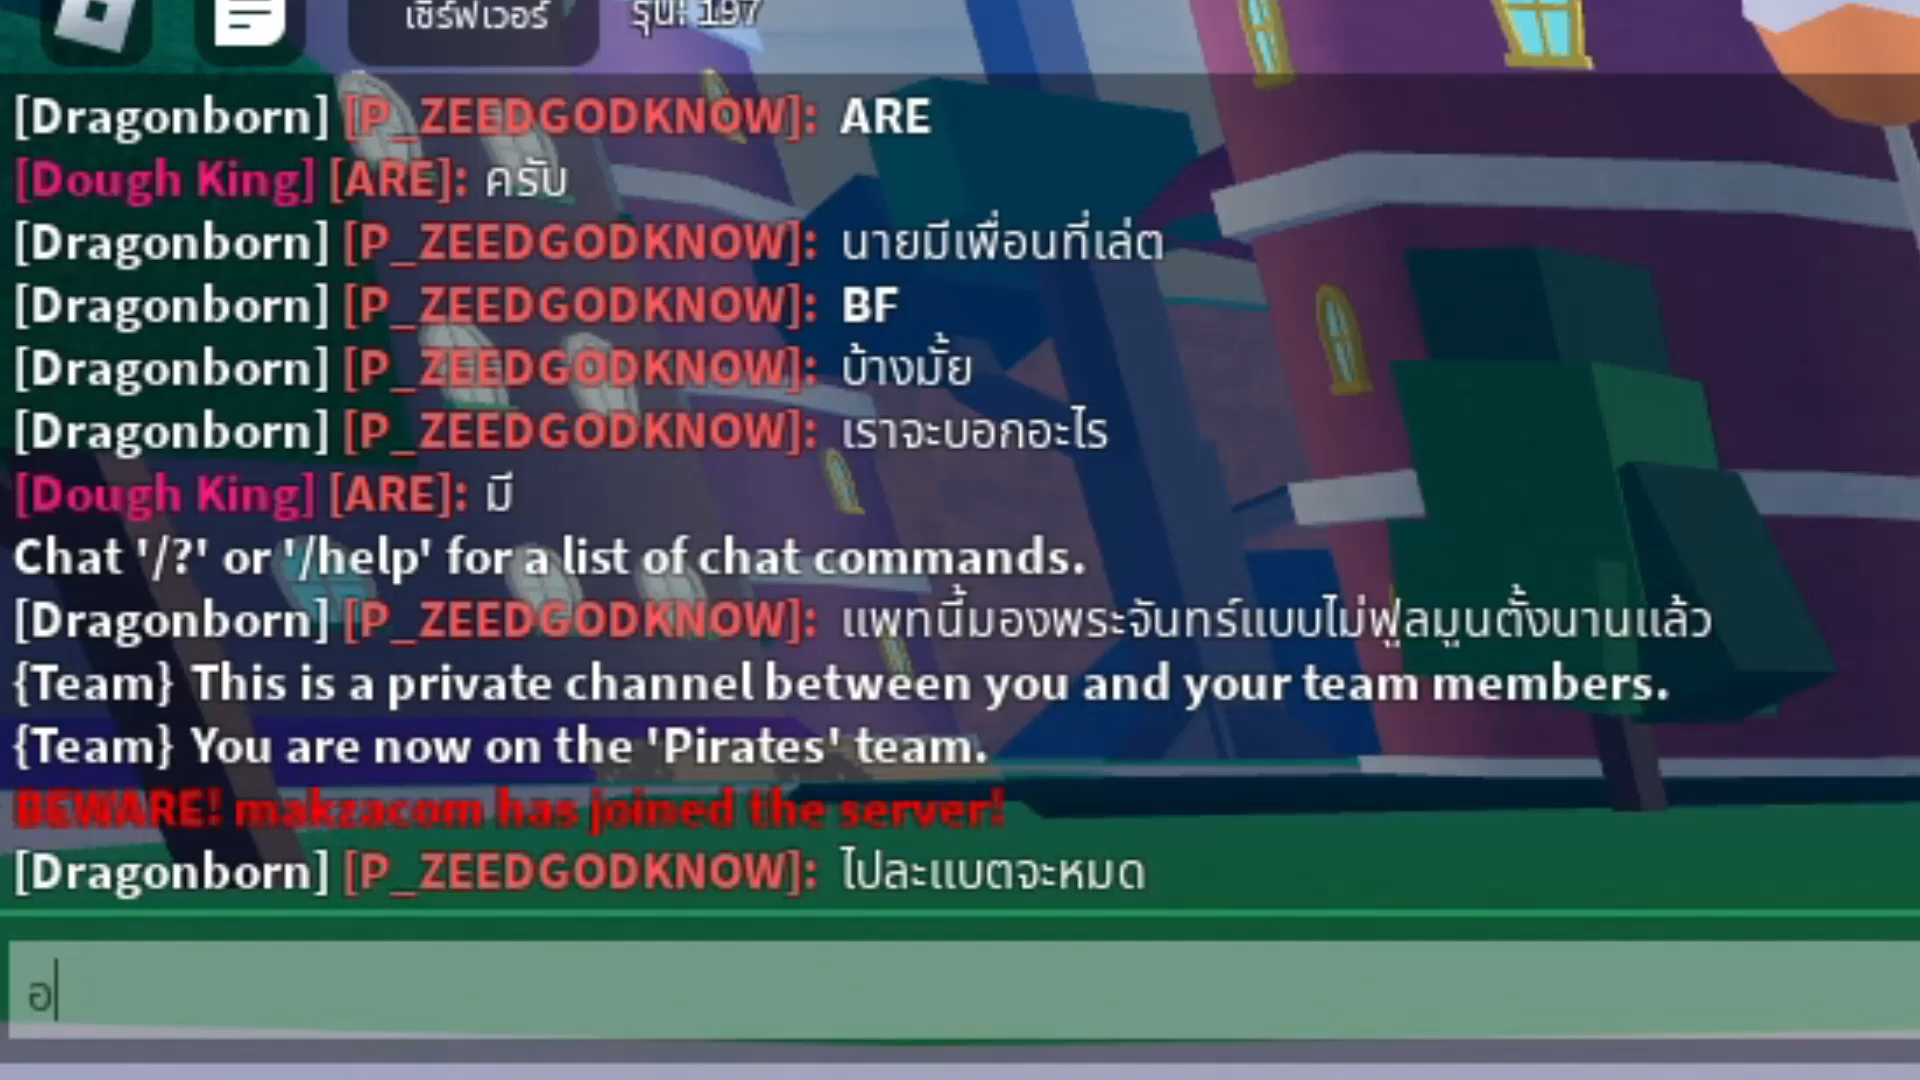 เซิร์ฟเวอร์
รุ่น: 197
[Dragonborn] [P_ZEEDGODKNOW]: ARE
[Dough King] [ARE]: ครับ
[Dragonborn] [P_ZEEDGODKNOW]: นายมีเพื่อนที่เล่ต
[Dragonborn] [P_ZEEDGODKNOW]: BF
[Dragonborn] [P_ZEEDGODKNOW]: บ้างมั้ย
[Dragonborn] [P_ZEEDGODKNOW]: เราจะบอกอะไร
[Dough King] [ARE]: มี
Chat '/?' or '/help' for a list of chat commands.
[Dragonborn] [P_ZEEDGODKNOW]: แพทนี้มองพระจันทร์แบบไม่ฟูลมูนตั้งนานแล้ว
{Team} This is a private channel between you and your team members.
{Team} You are now on the 'Pirates' team.
BEWARE! makzacom has joined the server!
[Dragonborn] [P_ZEEDGODKNOW]: ไปละแบตจะหมด
อ